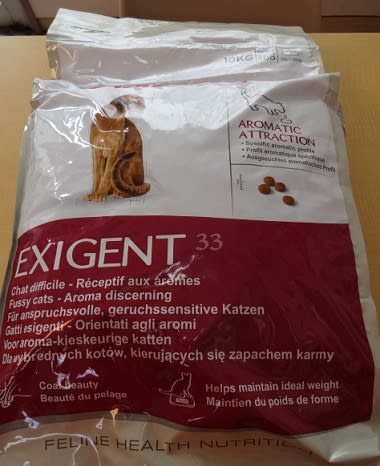 10KG
AROMATIC
ATTRACTION
• Specific aromatic profile
• Profil aromatique spécifique
• Ausgesuchtes aromatisches Profil
EXIGENT 33
Chat difficile - Réceptif aux arômes
Fussy cats - Aroma discerning
Für anspruchsvolle, geruchssensitive Katzen
Gatti esigenti - Orientati agli aromi
Voor aroma-kieskeurige katten
Dla wybrednych kotów, kierujących się zapachem karmy
Coat beauty
Beauté du pelage
Helps maintain ideal weight
Maintien du poids de forme
FELINE HEALTH NUTRITION